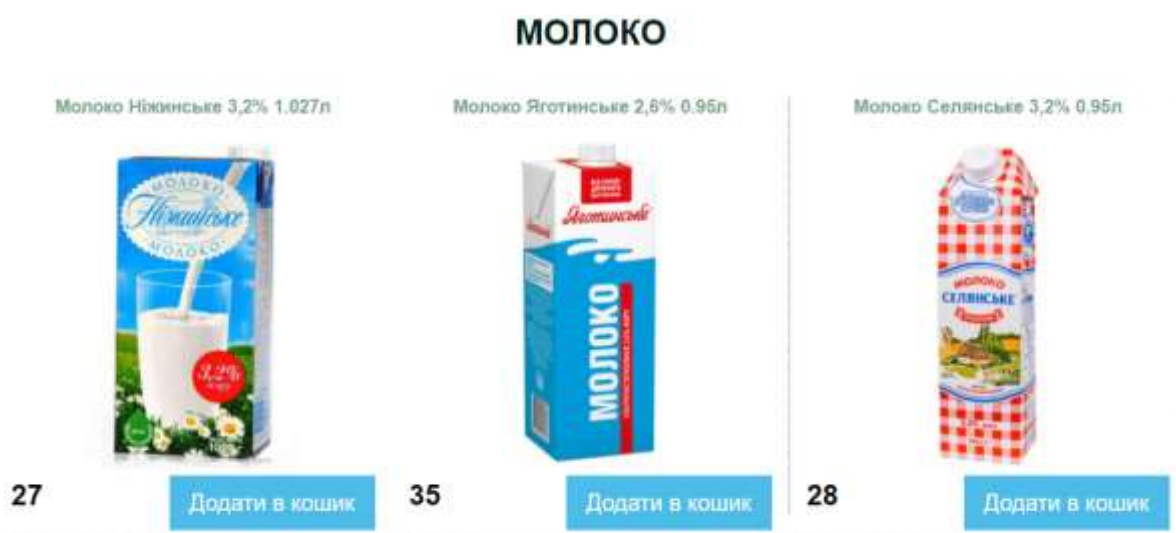 МОЛОКО
Молоко Ніжинське 3,2% 1.027л
Молоко Яготинське 2,6% 0.95л
Молоко Селянське 3,2% 0.95л
МОЛОКО
Ніжинське
МОЛОКО
3,2%
Яготинське
МОЛОКО
МОЛОКО
СЕЛЯНСЬКЕ
27
Додати в кошик
35
Додати в кошик
28
Додати в кошик